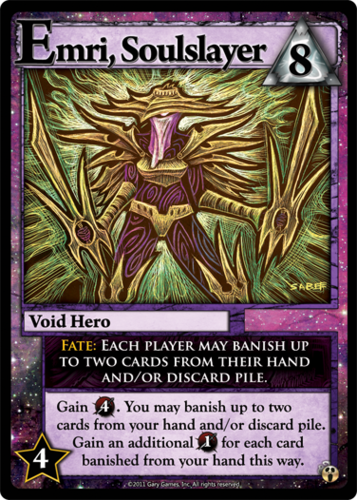 Emri, Soulslayer
8
SABEE
Void Hero
FATE: EACH PLAYER MAY BANISH UP
TO TWO CARDS FROM THEIR HAND
AND/OR DISCARD PILE.
Gain 4. You may banish up to two
cards from your hand and/or discard pile.
Gain an additional 1 for each card
banished from your hand this way.
4
©2011 Gary Games, Inc. All rights reserved.